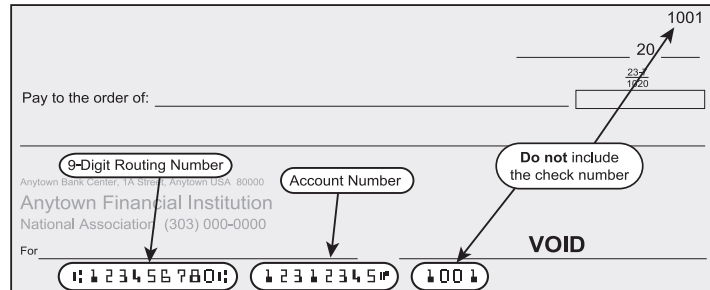 1001
20
23-7
1020
Pay to the order of:
9-Digit Routing Number
Account Number
Do not include
the check number
Anytown Bank Center, 1A Street, Anytown USA 80000
Anytown Financial Institution
National Association (303) 000-0000
For
VOID
⑆123456780⑆ 12312345⑈ 1001